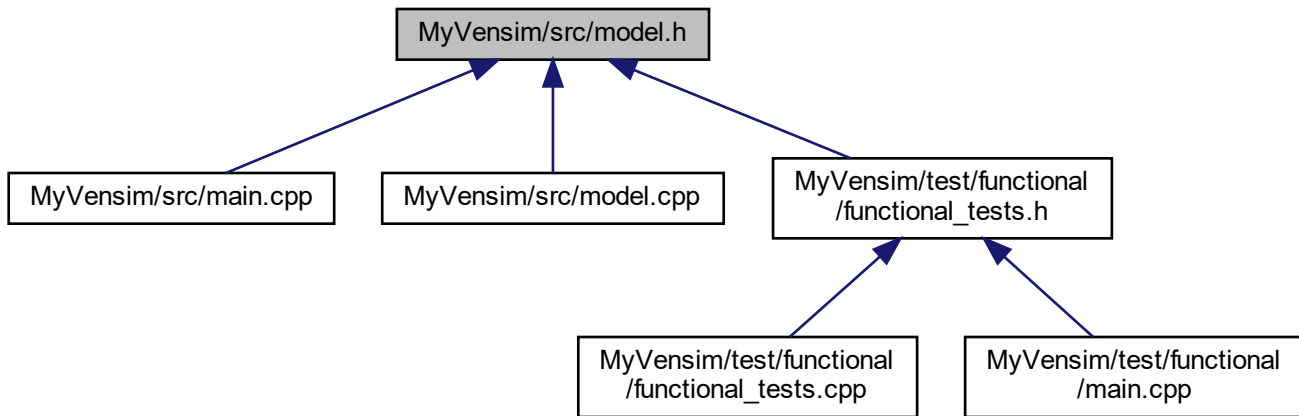 MyVensim/src/model.h
MyVensim/src/main.cpp
MyVensim/src/model.cpp
MyVensim/test/functional
/functional_tests.h
MyVensim/test/functional
/functional_tests.cpp
MyVensim/test/functional
/main.cpp